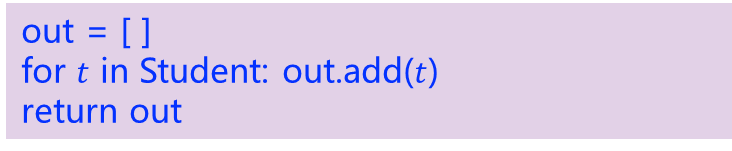 out = [ ]
for t in Student: out.add(t)
return out